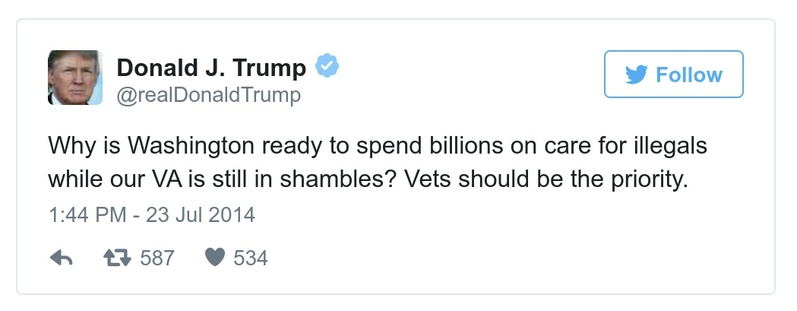 Donald J. Trump
@realDonaldTrump
Follow
Why is Washington ready to spend billions on care for illegals
while our VA is still in shambles? Vets should be the priority.
1:44 PM - 23 Jul 2014
587 534